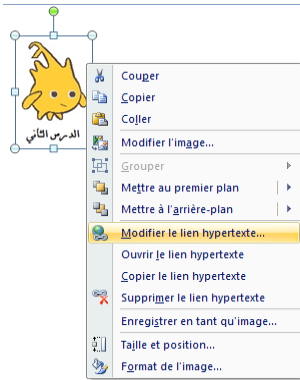 الدرس الثاني
Couper
Copier
Coller
Modifier l'image...
Grouper
Mettre au premier plan
Mettre à l'arrière-plan
Modifier le lien hypertexte...
Ouvrir le lien hypertexte
Copier le lien hypertexte
Supprimer le lien hypertexte
Enregistrer en tant qu'image...
Taille et position...
Format de l'image...